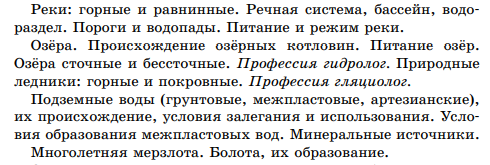 Реки: горные и равнинные. Речная система, бассейн, водо-
раздел. Пороги и водопады. Питание и режим реки.
Озёра. Происхождение озёрных котловин. Питание озёр.
Озёра сточные и бессточные. Профессия гидролог. Природные
ледники: горные и покровные. Профессия гляциолог.
Подземные воды (грунтовые, межпластовые, артезианские),
их происхождение, условия залегания и использования. Усло-
вия образования межпластовых вод. Минеральные источники.
Многолетняя мерзлота. Болота, их образование.